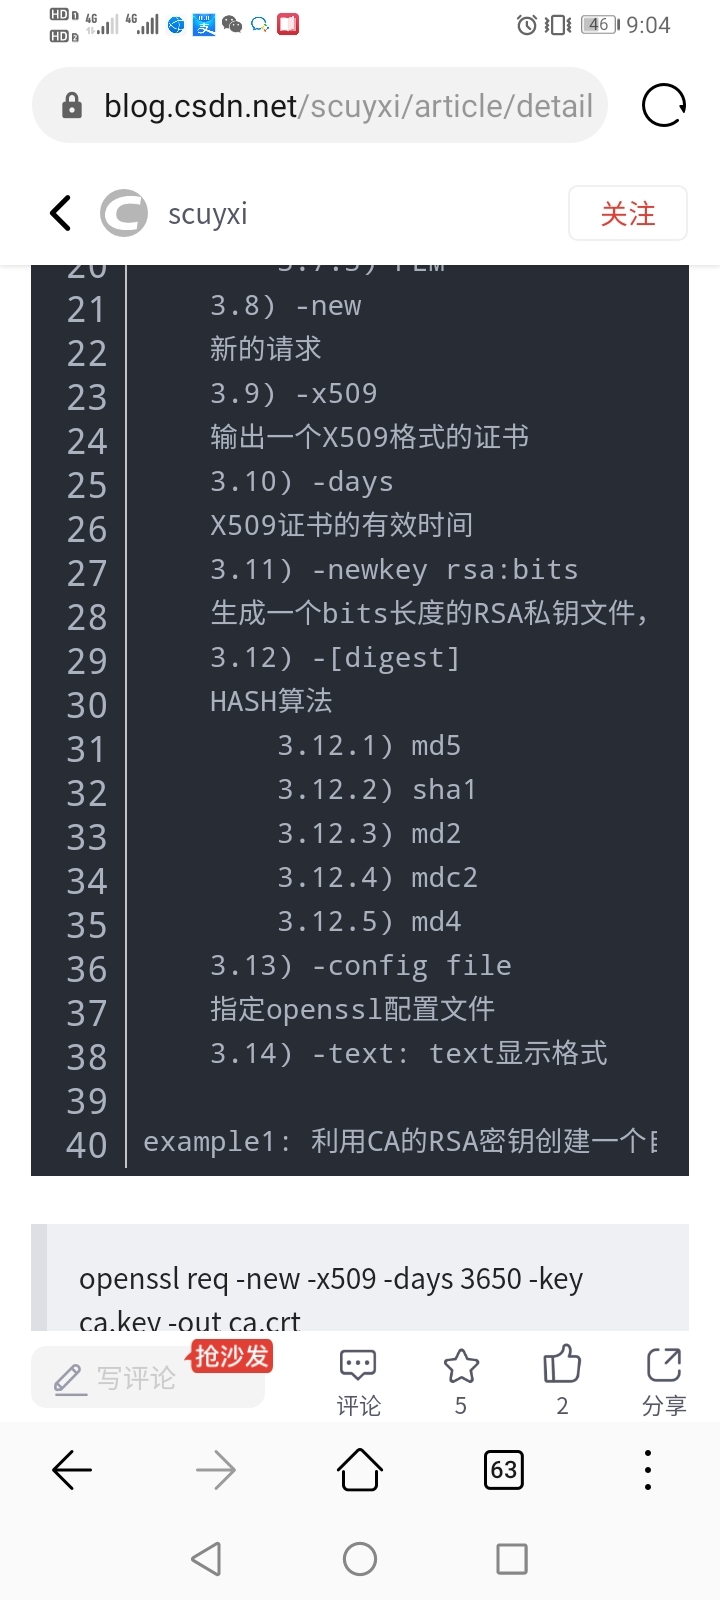 HD 1 4G 4G 46 9:04
HD 2
blog.csdn.net/scuyxi/article/detail
scuyxi 关注
20 3.7.3) PEM
21 3.8) -new
22 新的请求
23 3.9) -x509
24 输出一个X509格式的证书
25 3.10) -days
26 X509证书的有效时间
27 3.11) -newkey rsa:bits
28 生成一个bits长度的RSA私钥文件，
29 3.12) -[digest]
30 HASH算法
31 3.12.1) md5
32 3.12.2) sha1
33 3.12.3) md2
34 3.12.4) mdc2
35 3.12.5) md4
36 3.13) -config file
37 指定openssl配置文件
38 3.14) -text: text显示格式
39
40 example1: 利用CA的RSA密钥创建一个
openssl req -new -x509 -days 3650 -key
ca.key -out ca.crt
抢沙发
写评论 评论 5 2 分享
63